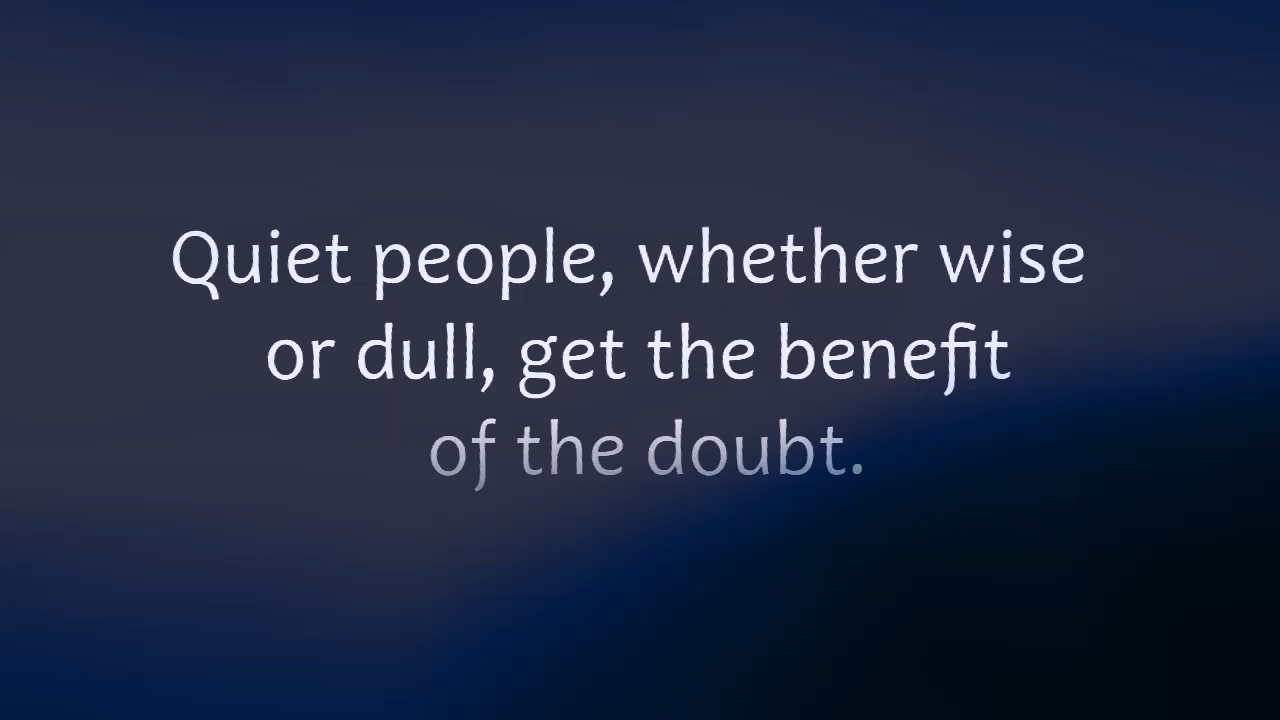 Quiet people, whether wise
or dull, get the benefit
of the doubt.